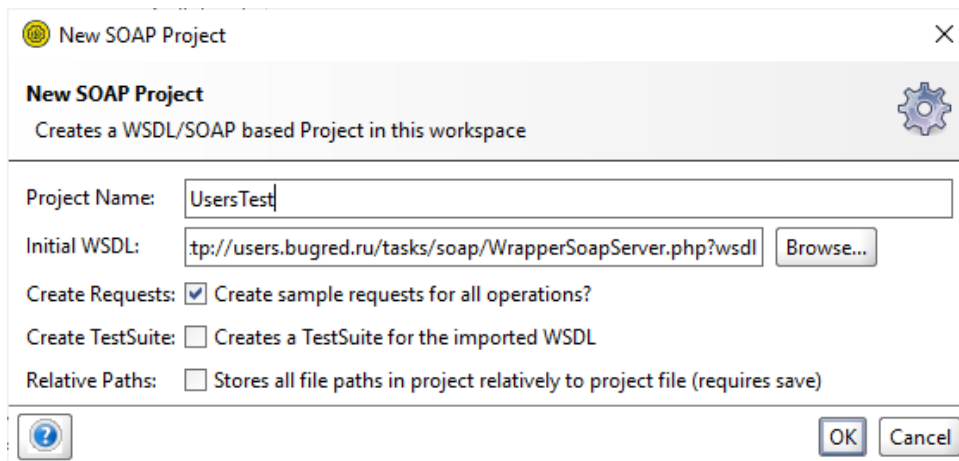 New SOAP Project
New SOAP Project
Creates a WSDL/SOAP based Project in this workspace
Project Name: UsersTest
Initial WSDL: :tp://users.bugred.ru/tasks/soap/WrapperSoapServer.php?wsdl Browse...
Create Requests: Create sample requests for all operations?
Create TestSuite: Creates a TestSuite for the imported WSDL
Relative Paths: Stores all file paths in project relatively to project file (requires save)
? OK Cancel